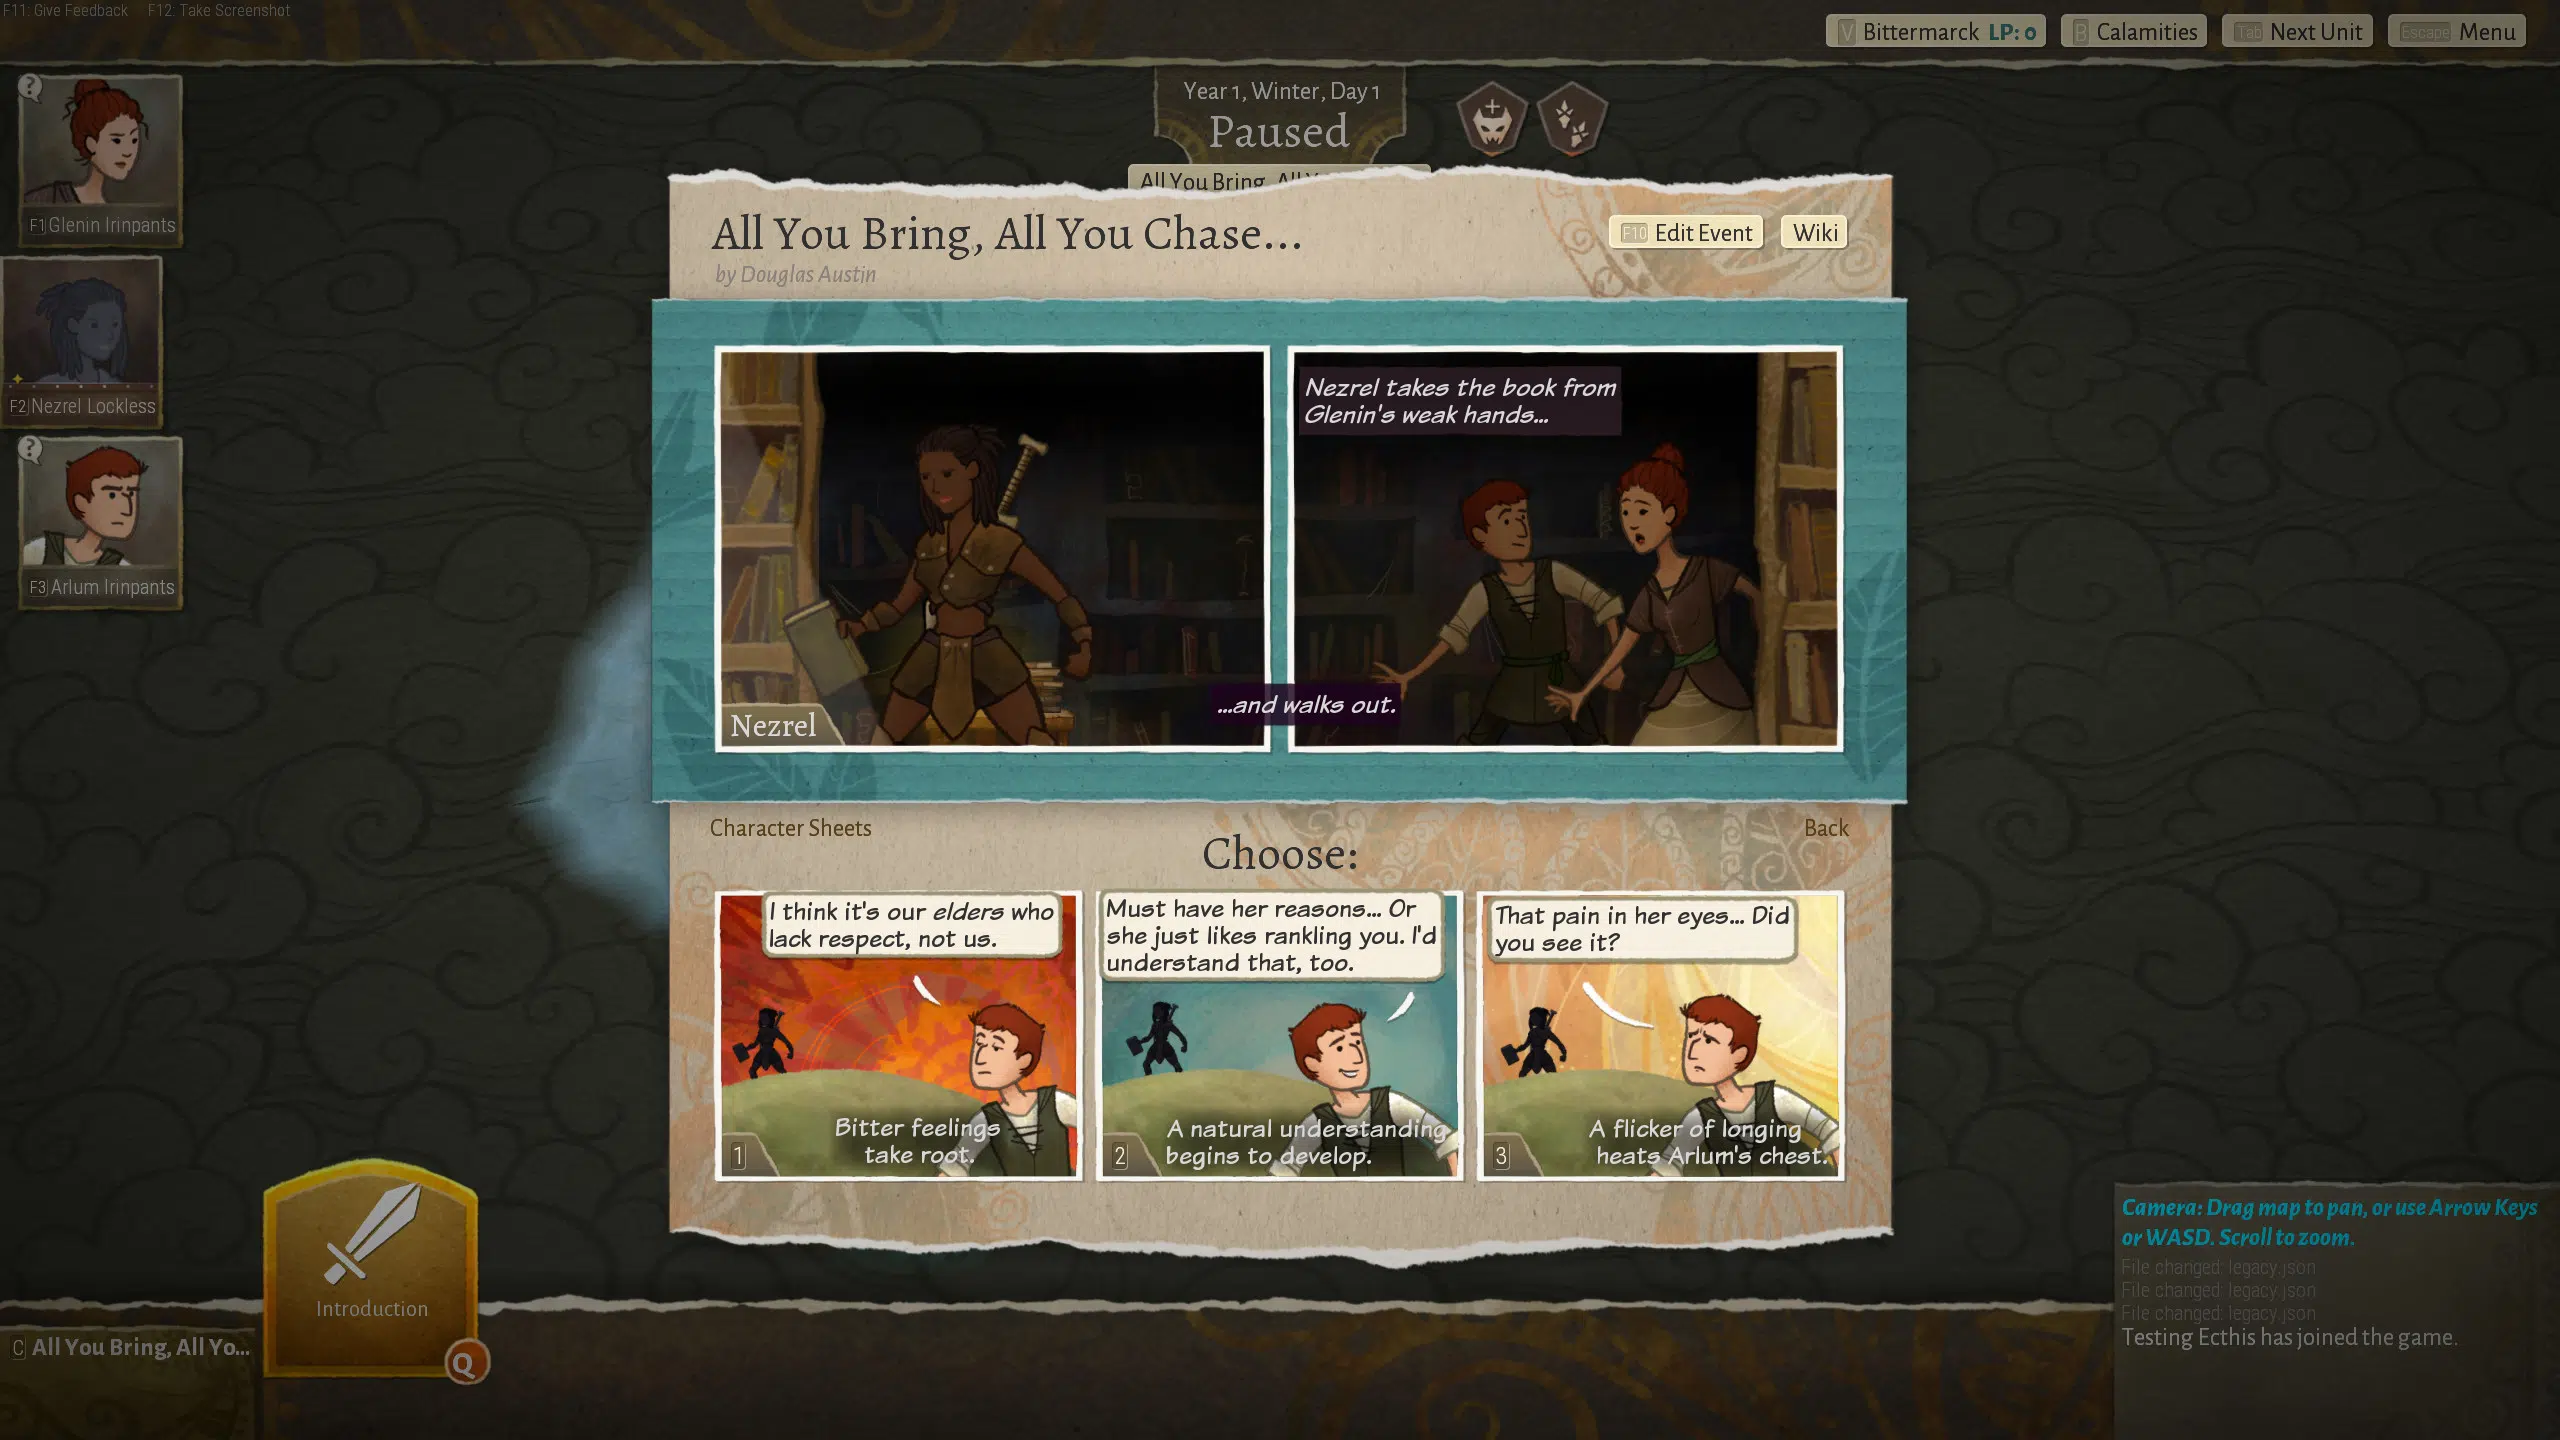 F11: Give Feedback F12: Take Screenshot
V Bittermarck LP: 0
B Calamities
Tab Next Unit
Escape Menu
Year 1, Winter, Day 1
Paused
All You Bring, All Y
F1 Glenin Irinpants
F2 Nezrel Lockless
F3 Arlum Irinpants
All You Bring, All You Chase...
by Douglas Austin
F10 Edit Event
Wiki
Nezrel takes the book from
Glenin's weak hands...
...and walks out.
Nezrel
Character Sheets
Back
Choose:
I think it's our elders who
lack respect, not us.
Bitter feelings
take root.
1
Must have her reasons... Or
she just likes rankling you. I'd
understand that, too.
A natural understanding
begins to develop.
2
That pain in her eyes... Did
you see it?
A flicker of longing
heats Arlum's chest.
3
Introduction
Q
C All You Bring, All Yo...
Camera: Drag map to pan, or use Arrow Keys
or WASD. Scroll to zoom.
File changed: legacy.json
File changed: legacy.json
File changed: legacy.json
Testing Ecthis has joined the game.